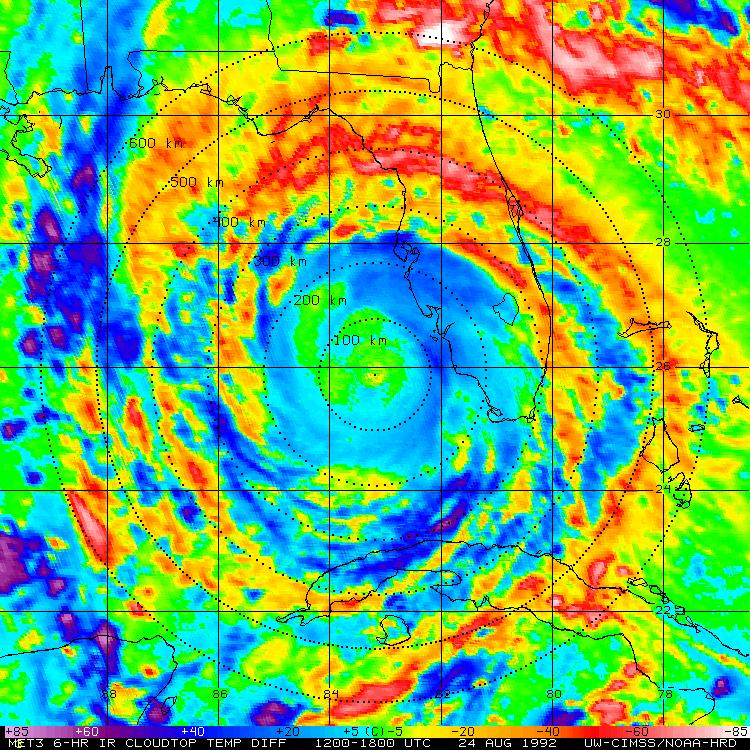 30
600 km
500 km
400 km
28
300 km
200 km
100 km
26
24
22
88 86 84 82 80 78
+85 +60 +40 +20 +5 (C) -5 -20 -40 -60 -85
MET3 6-HR IR CLOUDTOP TEMP DIFF 1200-1800 UTC 24 AUG 1992 UW-CIMSS/NOAA-HRD